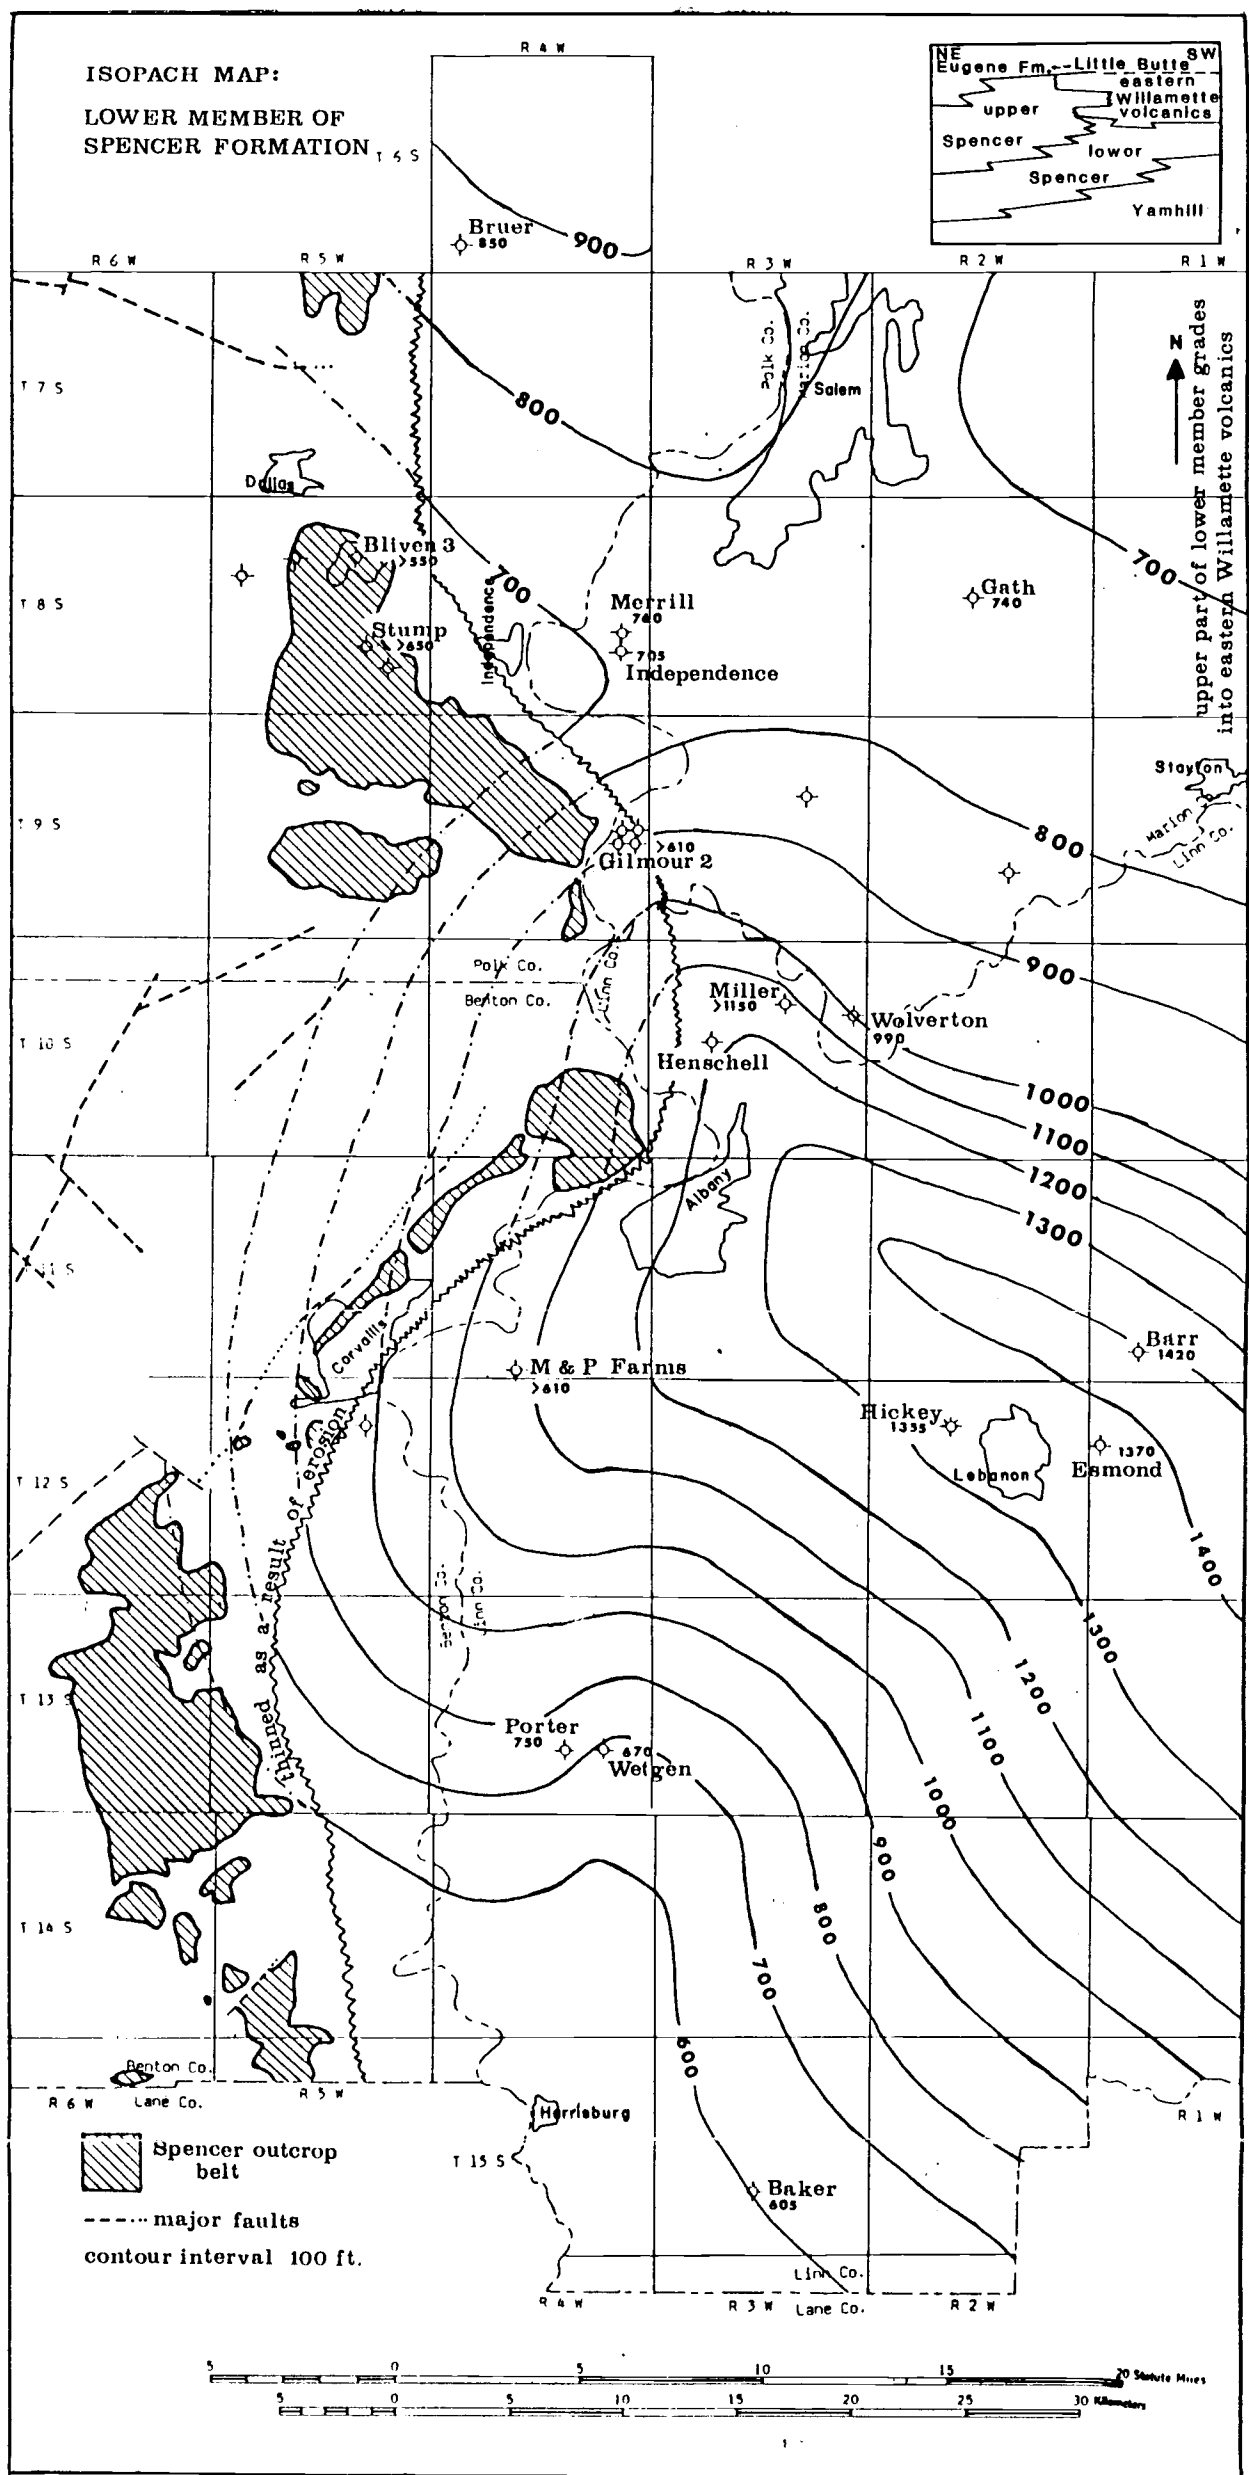 R 4 W
ISOPACH MAP:
LOWER MEMBER OF
SPENCER FORMATION
T 6 S
NE SW
Eugene Fm. --Little Butte
eastern
Willamette
volcanics
upper
Spencer
lowor
Spencer
Yamhill
Bruer
850
900
R 6 W
R 5 W
R 3 W
R 2 W
R 1 W
N
upper part of lower member grades
into eastern Willamette volcanics
Polk Co.
Marion Co.
Salem
T 7 S
800
Dallas
Bliven 3
>550
700
700
T 8 S
Independence
Merrill
760
705
Independence
Gath
740
Stump
>650
Stayton
Marion Co.
Linn Co.
T 9 S
800
>610
Gilmour 2
900
Polk Co.
Benton Co.
Linn Co.
Miller
>1150
Wolverton
990
T 10 S
Henschell
1000
1100
1200
1300
Albany
T 11 S
Corvallis
Barr
1420
M & P Farms
>610
Hickey
1335
Lebanon
1370
Esmond
T 12 S
thinned as a result of erosion
1400
Benton Co.
Linn Co.
1300
1200
1100
1000
900
800
700
600
T 13 S
Porter
750
670
Wetgen
T 14 S
Benton Co.
Lane Co.
R 6 W
R 5 W
R 1 W
Harrisburg
T 15 S
Spencer outcrop
belt
major faults
contour interval 100 ft.
Baker
605
Linn Co.
Lane Co.
R 4 W
R 3 W
R 2 W
5 0 5 10 15 20 Statute Miles
5 0 5 10 15 20 25 30 Kilometers